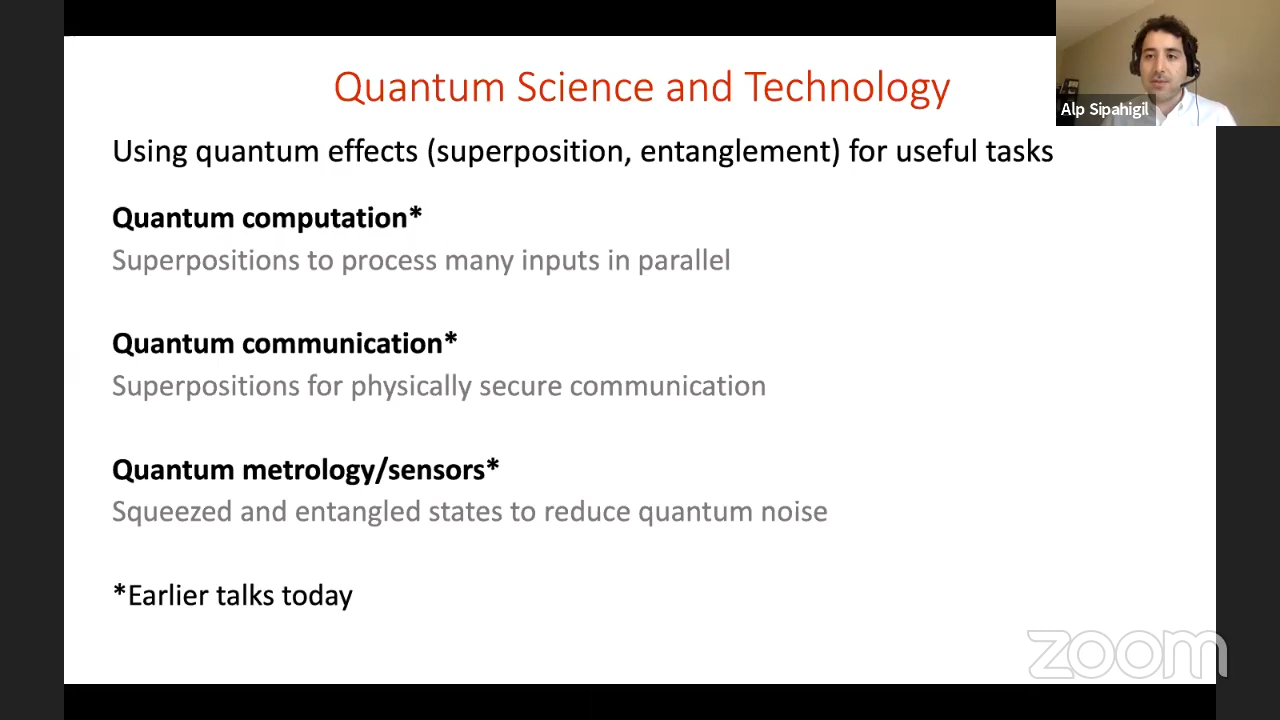 Quantum Science and Technology
Alp Sipahigil
Using quantum effects (superposition, entanglement) for useful tasks
Quantum computation*
Superpositions to process many inputs in parallel
Quantum communication*
Superpositions for physically secure communication
Quantum metrology/sensors*
Squeezed and entangled states to reduce quantum noise
*Earlier talks today
zoom